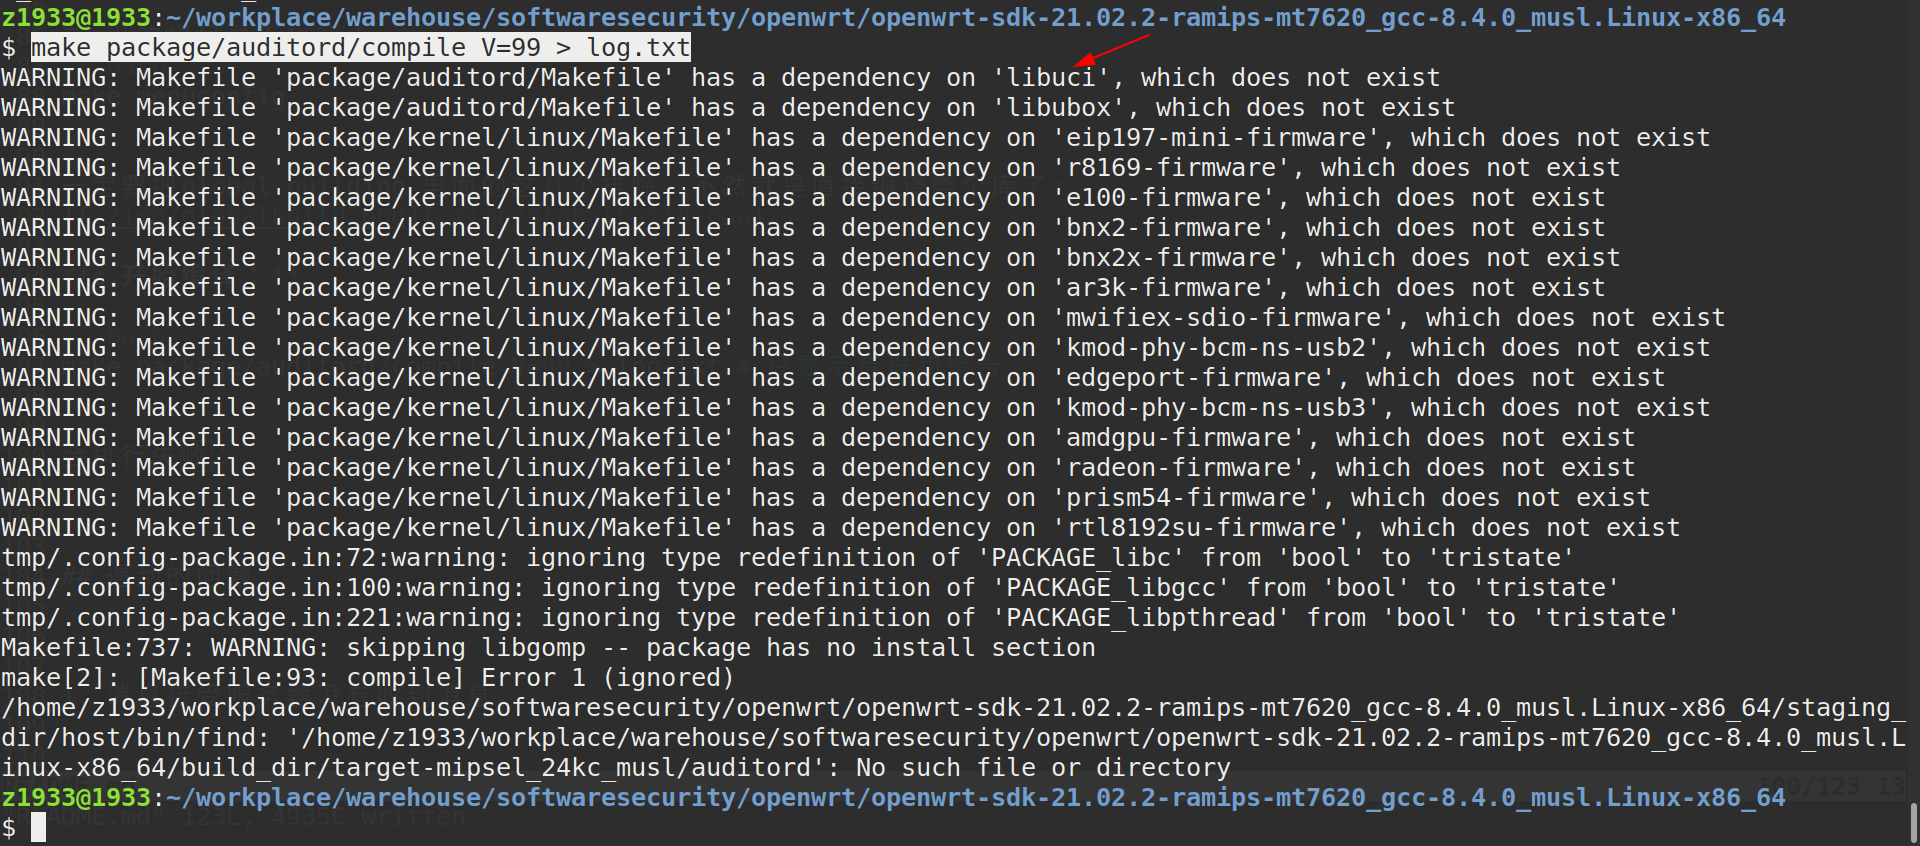 z1933@1933:~/workplace/warehouse/softwaresecurity/openwrt/openwrt-sdk-21.02.2-ramips-mt7620_gcc-8.4.0_musl.Linux-x86_64
$ make package/auditord/compile V=99 > log.txt
WARNING: Makefile 'package/auditord/Makefile' has a dependency on 'libuci', which does not exist
WARNING: Makefile 'package/auditord/Makefile' has a dependency on 'libubox', which does not exist
WARNING: Makefile 'package/kernel/linux/Makefile' has a dependency on 'eip197-mini-firmware', which does not exist
WARNING: Makefile 'package/kernel/linux/Makefile' has a dependency on 'r8169-firmware', which does not exist
WARNING: Makefile 'package/kernel/linux/Makefile' has a dependency on 'e100-firmware', which does not exist
WARNING: Makefile 'package/kernel/linux/Makefile' has a dependency on 'bnx2-firmware', which does not exist
WARNING: Makefile 'package/kernel/linux/Makefile' has a dependency on 'bnx2x-firmware', which does not exist
WARNING: Makefile 'package/kernel/linux/Makefile' has a dependency on 'ar3k-firmware', which does not exist
WARNING: Makefile 'package/kernel/linux/Makefile' has a dependency on 'mwifiex-sdio-firmware', which does not exist
WARNING: Makefile 'package/kernel/linux/Makefile' has a dependency on 'kmod-phy-bcm-ns-usb2', which does not exist
WARNING: Makefile 'package/kernel/linux/Makefile' has a dependency on 'edgeport-firmware', which does not exist
WARNING: Makefile 'package/kernel/linux/Makefile' has a dependency on 'kmod-phy-bcm-ns-usb3', which does not exist
WARNING: Makefile 'package/kernel/linux/Makefile' has a dependency on 'amdgpu-firmware', which does not exist
WARNING: Makefile 'package/kernel/linux/Makefile' has a dependency on 'radeon-firmware', which does not exist
WARNING: Makefile 'package/kernel/linux/Makefile' has a dependency on 'prism54-firmware', which does not exist
WARNING: Makefile 'package/kernel/linux/Makefile' has a dependency on 'rtl8192su-firmware', which does not exist
tmp/.config-package.in:72:warning: ignoring type redefinition of 'PACKAGE_libc' from 'bool' to 'tristate'
tmp/.config-package.in:100:warning: ignoring type redefinition of 'PACKAGE_libgcc' from 'bool' to 'tristate'
tmp/.config-package.in:221:warning: ignoring type redefinition of 'PACKAGE_libpthread' from 'bool' to 'tristate'
Makefile:737: WARNING: skipping libgomp -- package has no install section
make[2]: [Makefile:93: compile] Error 1 (ignored)
/home/z1933/workplace/warehouse/softwaresecurity/openwrt/openwrt-sdk-21.02.2-ramips-mt7620_gcc-8.4.0_musl.Linux-x86_64/staging_
dir/host/bin/find: '/home/z1933/workplace/warehouse/softwaresecurity/openwrt/openwrt-sdk-21.02.2-ramips-mt7620_gcc-8.4.0_musl.L
inux-x86_64/build_dir/target-mipsel_24kc_musl/auditord': No such file or directory
z1933@1933:~/workplace/warehouse/softwaresecurity/openwrt/openwrt-sdk-21.02.2-ramips-mt7620_gcc-8.4.0_musl.Linux-x86_64
100/123 13
$
123L, 4935C written